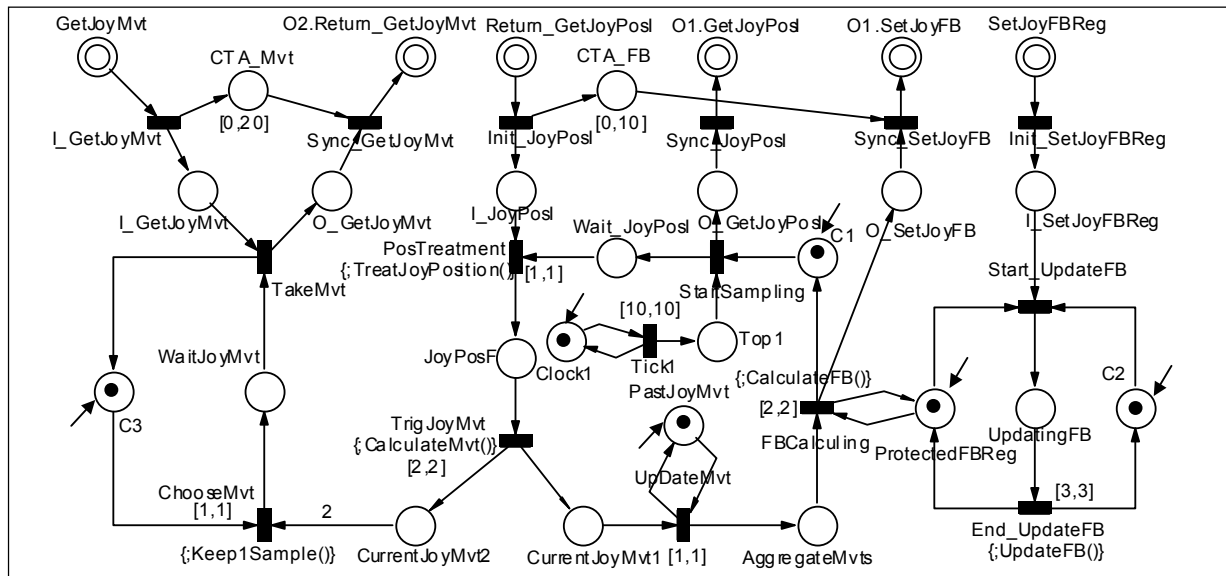 GetJoyMvt
O2.Return_GetJoyMvt
Return_GetJoyPosI
O1.GetJoyPosI
O1.SetJoyFB
SetJoyFBReg
CTA_Mvt
CTA_FB
[0,20]
[0,10]
I_GetJoyMvt
Sync_GetJoyMvt
Init_JoyPosI
Sync_JoyPosI
Sync_SetJoyFB
Init_SetJoyFBReg
I_GetJoyMvt
O_GetJoyMvt
I_JoyPosI
O_GetJoyPosI
I_SetJoyFBReg
Wait_JoyPosI
C1
O_SetJoyFB
PosTreatment
{;TreatJoyPosition()}
[1,1]
TakeMvt
StartSampling
Start_UpdateFB
[10,10]
WaitJoyMvt
JoyPosF
Clock1
Tick1
Top1
{;CalculateFB()}
C2
PastJoyMvt
[2,2]
C3
TrigJoyMvt
{;CalculateMvt()}
[2,2]
FBCalculing
UpdatingFB
ProtectedFBReg
UpDateMvt
ChooseMvt
[1,1]
2
[3,3]
{;Keep1Sample()}
CurrentJoyMvt2
CurrentJoyMvt1
[1,1]
AggregateMvts
End_UpdateFB
{;UpdateFB()}